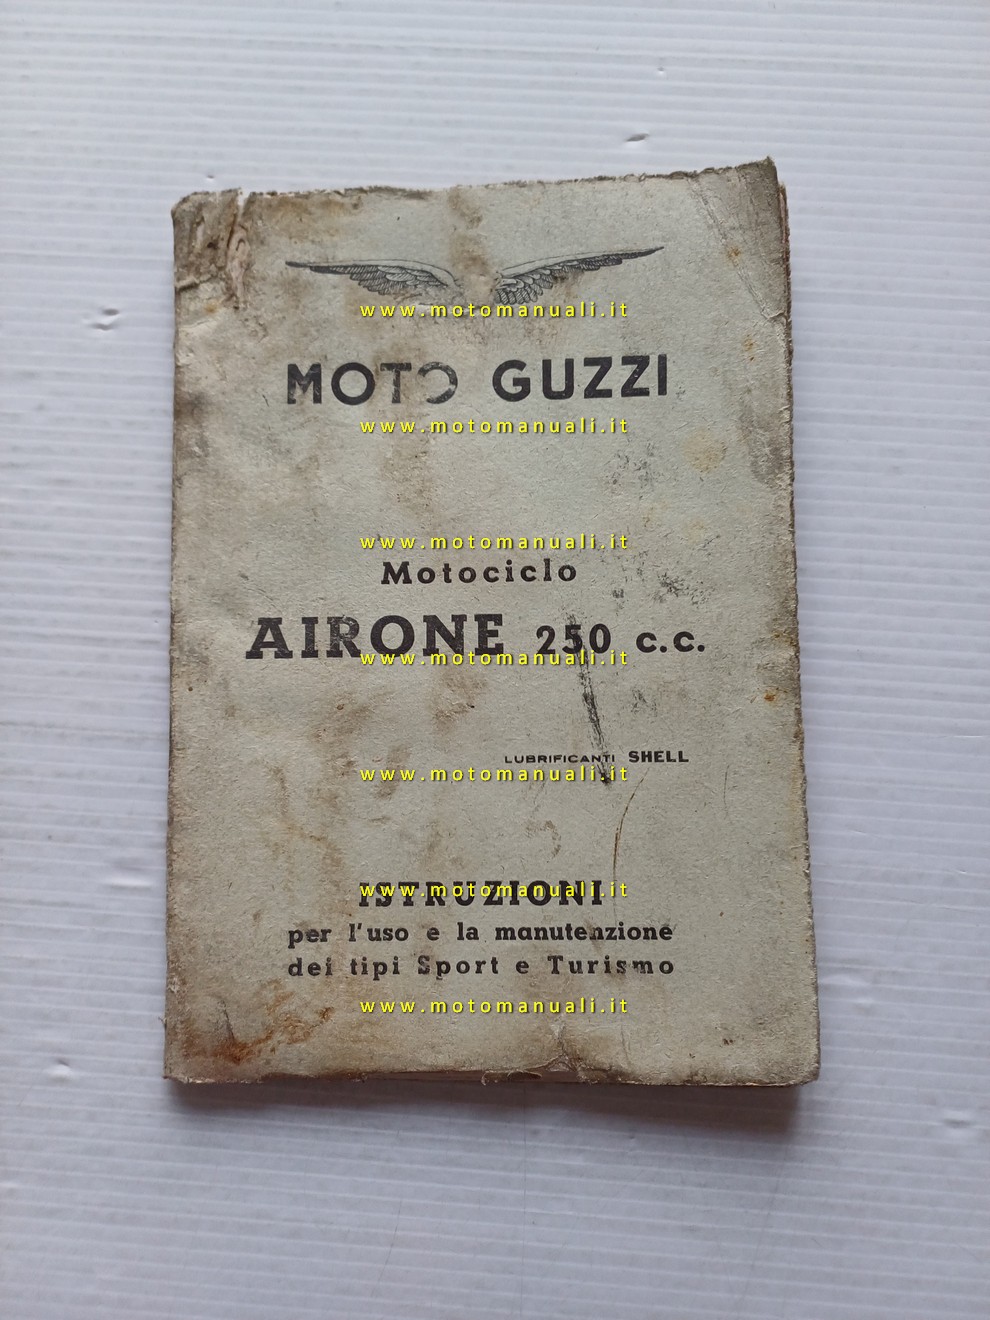 www.motomanuali.it
MOTO GUZZI
www.motomanuali.it
www.motomanuali.it
Motociclo
AIRONE 250 c.c.
www.motomanuali.it
LUBRIFICANTI SHELL
www.motomanuali.it
ISTRUZIONI
www.motomanuali.it
per l'uso e la manutenzione
dei tipi Sport e Turismo
www.motomanuali.it